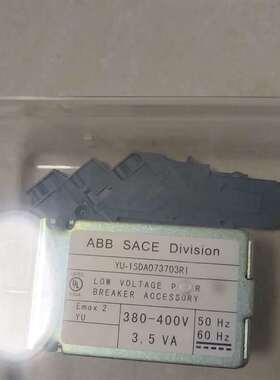 ABB SACE Division
YU-1SDA073703R1
LOW VOLTAGE P R
BREAKER ACCESSORY
Emax 2
YU
380-400V
50 Hz
60 Hz
3.5 VA